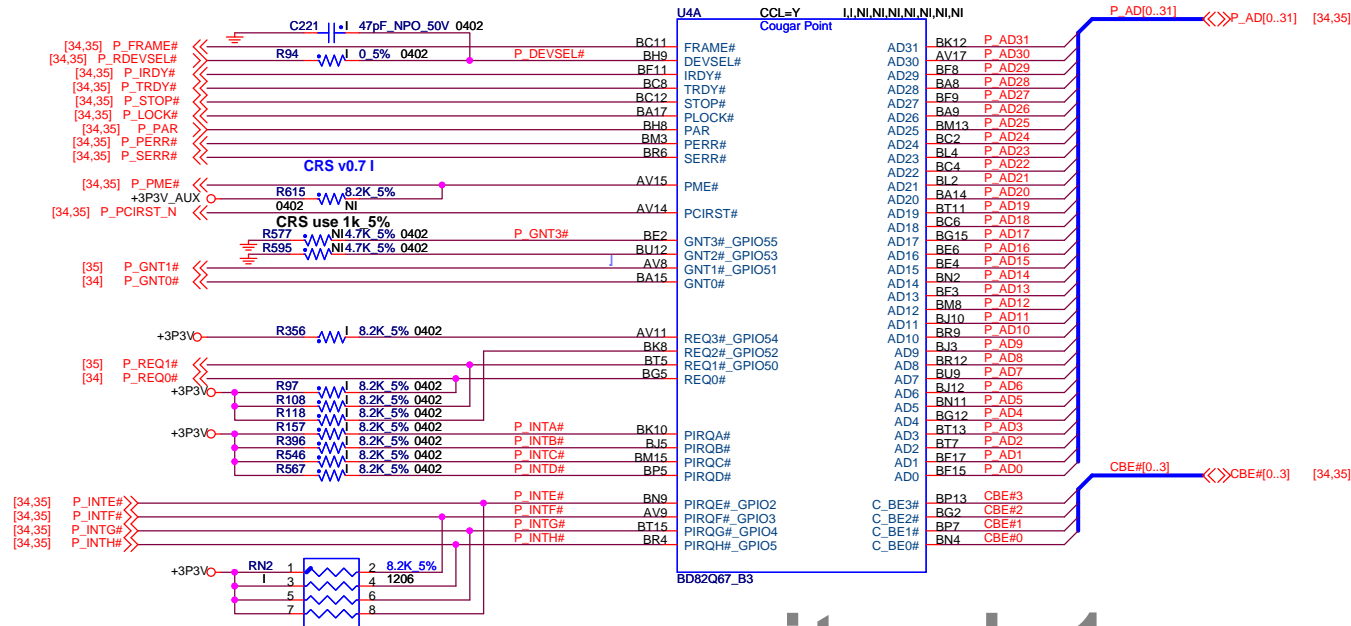 U4A CCL=Y I,I,NI,NI,NI,NI,NI,NI,NI
Cougar Point
P_AD[0..31] P_AD[0..31] [34,35]
C221 I 47pF_NPO_50V 0402
[34,35] P_FRAME# BC11 FRAME# AD31 BK12 P_AD31
[34,35] P_RDEVSEL# R94 I 0_5% 0402 P_DEVSEL# BH9 DEVSEL# AD30 AV17 P_AD30
[34,35] P_IRDY# BF11 IRDY# AD29 BF8 P_AD29
[34,35] P_TRDY# BC8 TRDY# AD28 BA8 P_AD28
[34,35] P_STOP# BC12 STOP# AD27 BF9 P_AD27
[34,35] P_LOCK# BA17 PLOCK# AD26 BA9 P_AD26
[34,35] P_PAR BH8 PAR AD25 BM13 P_AD25
[34,35] P_PERR# BM3 PERR# AD24 BC2 P_AD24
[34,35] P_SERR# BR6 SERR# AD23 BL4 P_AD23
CRS v0.7 I
AD22 BC4 P_AD22
[34,35] P_PME# AV15 PME# AD21 BL2 P_AD21
+3P3V_AUX R615 8.2K_5% AD20 BA14 P_AD20
0402 NI
[34,35] P_PCIRST_N AV14 PCIRST# AD19 BT11 P_AD19
CRS use 1k_5%
AD18 BC6 P_AD18
R577 NI 4.7K_5% 0402 P_GNT3# BE2 GNT3#_GPIO55 AD17 BG15 P_AD17
R595 NI 4.7K_5% 0402 BU12 GNT2#_GPIO53 AD16 BE6 P_AD16
[35] P_GNT1# AV8 GNT1#_GPIO51 AD15 BE4 P_AD15
[34] P_GNT0# BA15 GNT0# AD14 BN2 P_AD14
AD13 BF3 P_AD13
AD12 BM8 P_AD12
AD11 BJ10 P_AD11
+3P3V R356 I 8.2K_5% 0402 AV11 REQ3#_GPIO54 AD10 BR9 P_AD10
BK8 REQ2#_GPIO52 AD9 BJ3 P_AD9
[35] P_REQ1# BT5 REQ1#_GPIO50 AD8 BR12 P_AD8
[34] P_REQ0# BG5 REQ0# AD7 BU9 P_AD7
+3P3V R97 I 8.2K_5% 0402 AD6 BJ12 P_AD6
R108 I 8.2K_5% 0402 AD5 BN11 P_AD5
R118 I 8.2K_5% 0402 AD4 BG12 P_AD4
+3P3V R157 I 8.2K_5% 0402 P_INTA# BK10 PIRQA# AD3 BT13 P_AD3
R396 I 8.2K_5% 0402 P_INTB# BJ5 PIRQB# AD2 BT7 P_AD2
R546 I 8.2K_5% 0402 P_INTC# BM15 PIRQC# AD1 BF17 P_AD1
R567 I 8.2K_5% 0402 P_INTD# BP5 PIRQD# AD0 BF15 P_AD0
CBE#[0..3] CBE#[0..3] [34,35]
[34,35] P_INTE# P_INTE# BN9 PIRQE#_GPIO2 C_BE3# BP13 CBE#3
[34,35] P_INTF# P_INTF# AV9 PIRQF#_GPIO3 C_BE2# BG2 CBE#2
[34,35] P_INTG# P_INTG# BT15 PIRQG#_GPIO4 C_BE1# BP7 CBE#1
[34,35] P_INTH# P_INTH# BR4 PIRQH#_GPIO5 C_BE0# BN4 CBE#0
+3P3V RN2 1 2 8.2K_5%
I 3 4 1206
5 6
7 8
BD82Q67_B3